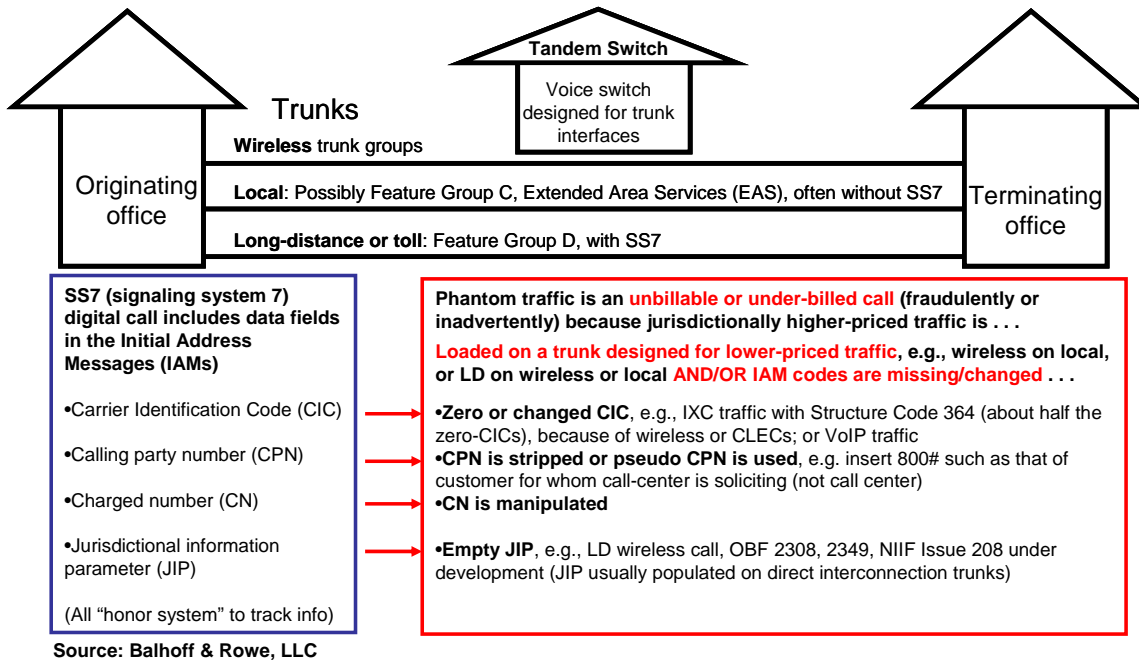 Tandem Switch
Voice switch
designed for trunk
interfaces
Trunks
Wireless trunk groups
Originating
office
Local: Possibly Feature Group C, Extended Area Services (EAS), often without SS7
Terminating
office
Long-distance or toll: Feature Group D, with SS7
SS7 (signaling system 7)
digital call includes data fields
in the Initial Address
Messages (IAMs)
•Carrier Identification Code (CIC)
•Calling party number (CPN)
•Charged number (CN)
•Jurisdictional information
parameter (JIP)
(All “honor system” to track info)
Phantom traffic is an unbillable or under-billed call (fraudulently or
inadvertently) because jurisdictionally higher-priced traffic is . . .
Loaded on a trunk designed for lower-priced traffic, e.g., wireless on local,
or LD on wireless or local AND/OR IAM codes are missing/changed . . .
•Zero or changed CIC, e.g., IXC traffic with Structure Code 364 (about half the
zero-CICs), because of wireless or CLECs; or VoIP traffic
•CPN is stripped or pseudo CPN is used, e.g. insert 800# such as that of
customer for whom call-center is soliciting (not call center)
•CN is manipulated
•Empty JIP, e.g., LD wireless call, OBF 2308, 2349, NIIF Issue 208 under
development (JIP usually populated on direct interconnection trunks)
Source: Balhoff & Rowe, LLC